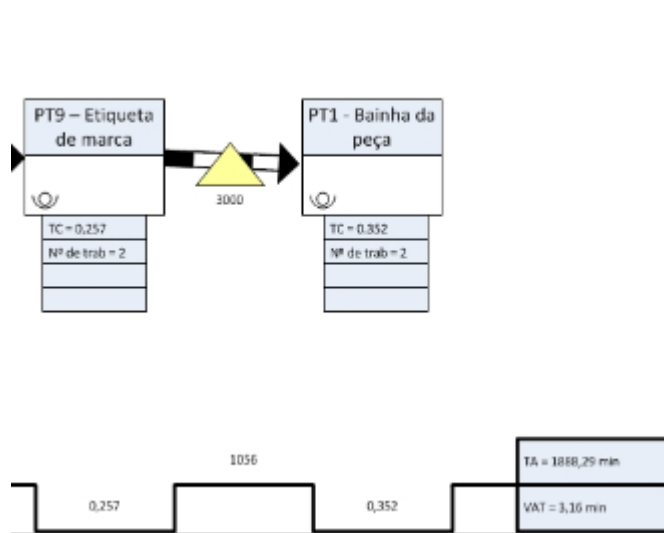 PT9 – Etiqueta
de marca
PT1 - Bainha da
peça
3000
TC = 0,257
Nº de trab = 2
TC = 0.352
Nº de trab = 2
1056
TA = 1888,29 min
0,257
0,352
VAT = 3,16 min